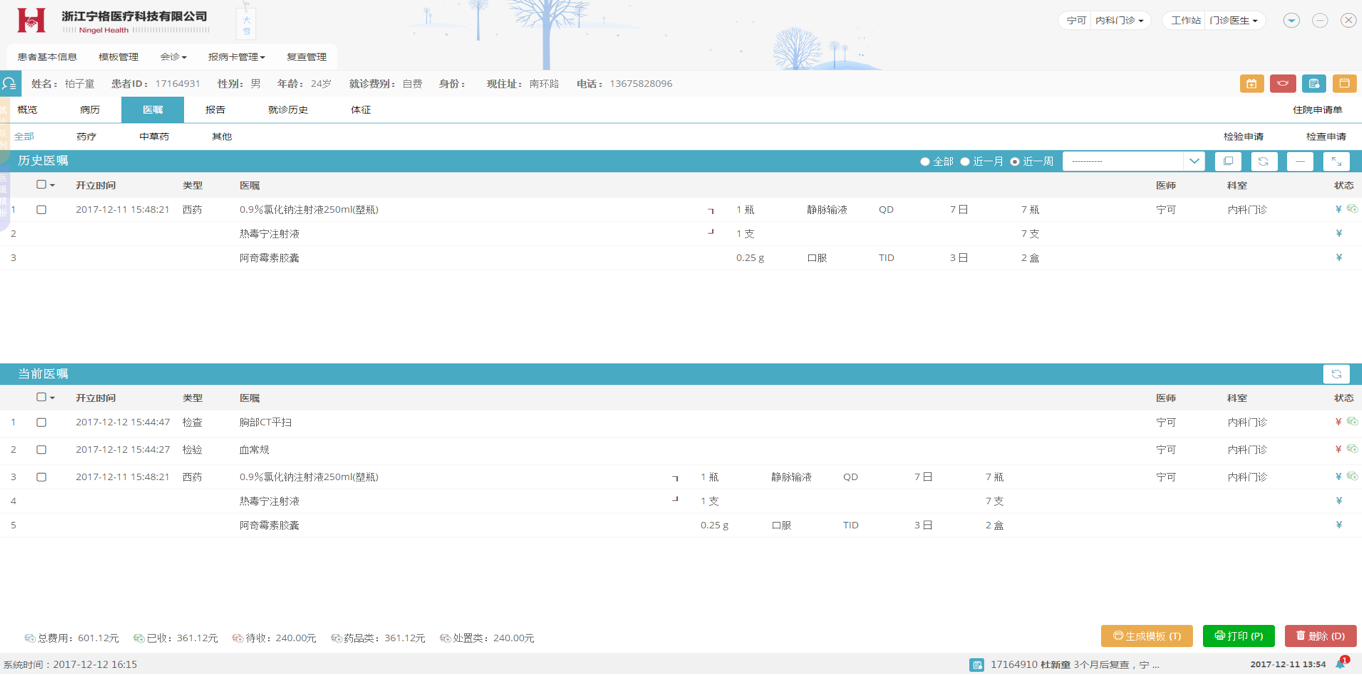 浙江宁格医疗科技有限公司
Ningel Health
大雪
宁可 内科门诊
工作站 门诊医生
患者基本信息 模板管理 会诊 报病卡管理 复查管理
姓名： 柏子童 患者ID： 17164931 性别： 男 年龄： 24岁 就诊费别： 自费 身份： 现住址： 南环路 电话： 13675828096
概览 病历 医嘱 报告 就诊历史 体征 住院申请单
全部 药疗 中草药 其他 检验申请 检查申请
历史医嘱 全部 近一月 近一周 -----------
开立时间 类型 医嘱 医师 科室 状态
1 2017-12-11 15:48:21 西药 0.9％氯化钠注射液250ml(塑瓶) ┐ 1 瓶 静脉输液 QD 7 日 7 瓶 宁可 内科门诊 ¥
2 热毒宁注射液 ┘ 1 支 7 支 ¥
3 阿奇霉素胶囊 0.25 g 口服 TID 3 日 2 盒 ¥
当前医嘱
开立时间 类型 医嘱 医师 科室 状态
1 2017-12-12 15:44:47 检查 胸部CT平扫 宁可 内科门诊 ¥
2 2017-12-12 15:44:27 检验 血常规 宁可 内科门诊 ¥
3 2017-12-11 15:48:21 西药 0.9％氯化钠注射液250ml(塑瓶) ┐ 1 瓶 静脉输液 QD 7 日 7 瓶 宁可 内科门诊 ¥
4 热毒宁注射液 ┘ 1 支 7 支 ¥
5 阿奇霉素胶囊 0.25 g 口服 TID 3 日 2 盒 ¥
总费用：601.12元 已收：361.12元 待收：240.00元 药品类：361.12元 处置类：240.00元
生成模板 (T) 打印 (P) 删除 (D)
系统时间：2017-12-12 16:15 17164910 杜新童 3个月后复查，宁 ... 2017-12-11 13:54 1